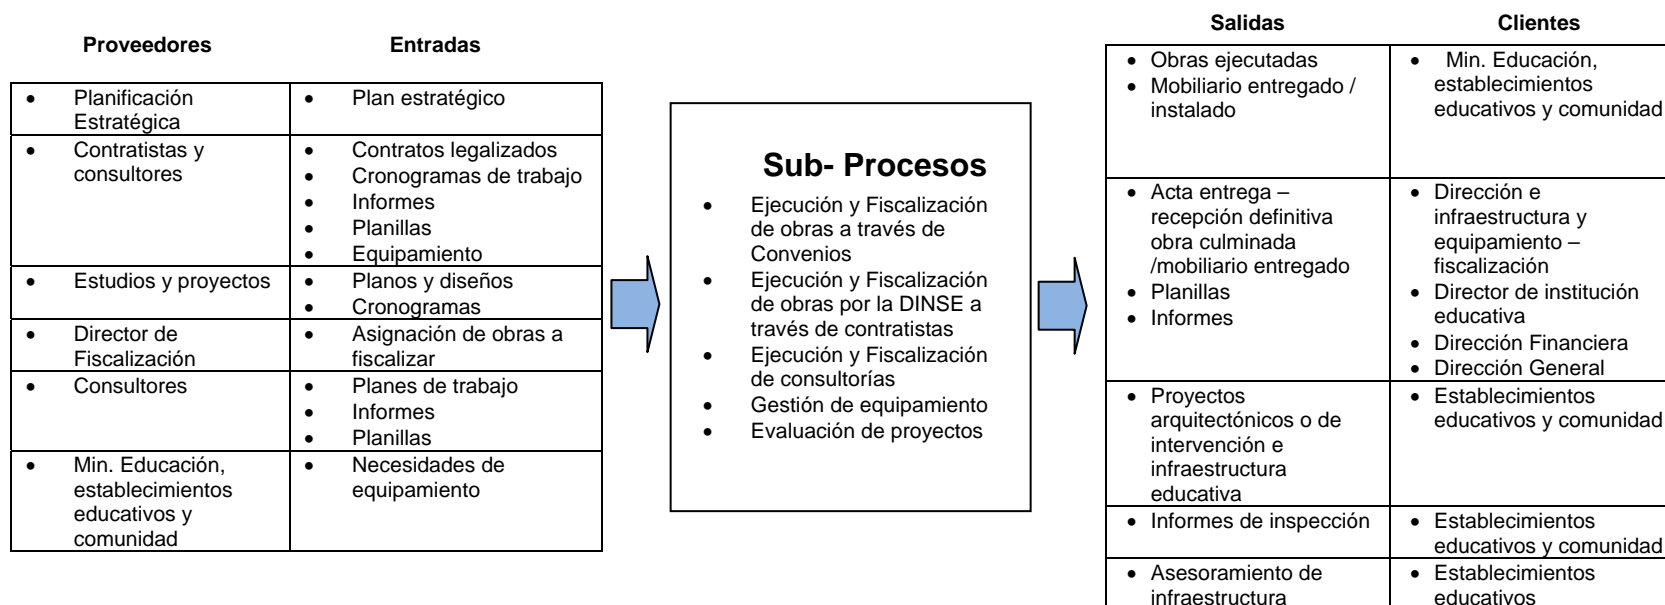 Proveedores
Entradas
• Planificación
Estratégica
• Plan estratégico
• Contratistas y
consultores
• Contratos legalizados
• Cronogramas de trabajo
• Informes
• Planillas
• Equipamiento
• Estudios y proyectos
• Planos y diseños
• Cronogramas
• Director de
Fiscalización
• Asignación de obras a
fiscalizar
• Consultores
• Planes de trabajo
• Informes
• Planillas
• Min. Educación,
establecimientos
educativos y
comunidad
• Necesidades de
equipamiento
Sub- Procesos
• Ejecución y Fiscalización
de obras a través de
Convenios
• Ejecución y Fiscalización
de obras por la DINSE a
través de contratistas
• Ejecución y Fiscalización
de consultorías
• Gestión de equipamiento
• Evaluación de proyectos
Salidas
Clientes
• Obras ejecutadas
• Mobiliario entregado /
instalado
• Min. Educación,
establecimientos
educativos y comunidad
• Acta entrega –
recepción definitiva
obra culminada
/mobiliario entregado
• Planillas
• Informes
• Dirección e
infraestructura y
equipamiento –
fiscalización
• Director de institución
educativa
• Dirección Financiera
• Dirección General
• Proyectos
arquitectónicos o de
intervención e
infraestructura
educativa
• Establecimientos
educativos y comunidad
• Informes de inspección
• Establecimientos
educativos y comunidad
• Asesoramiento de
infraestructura
• Establecimientos
educativos